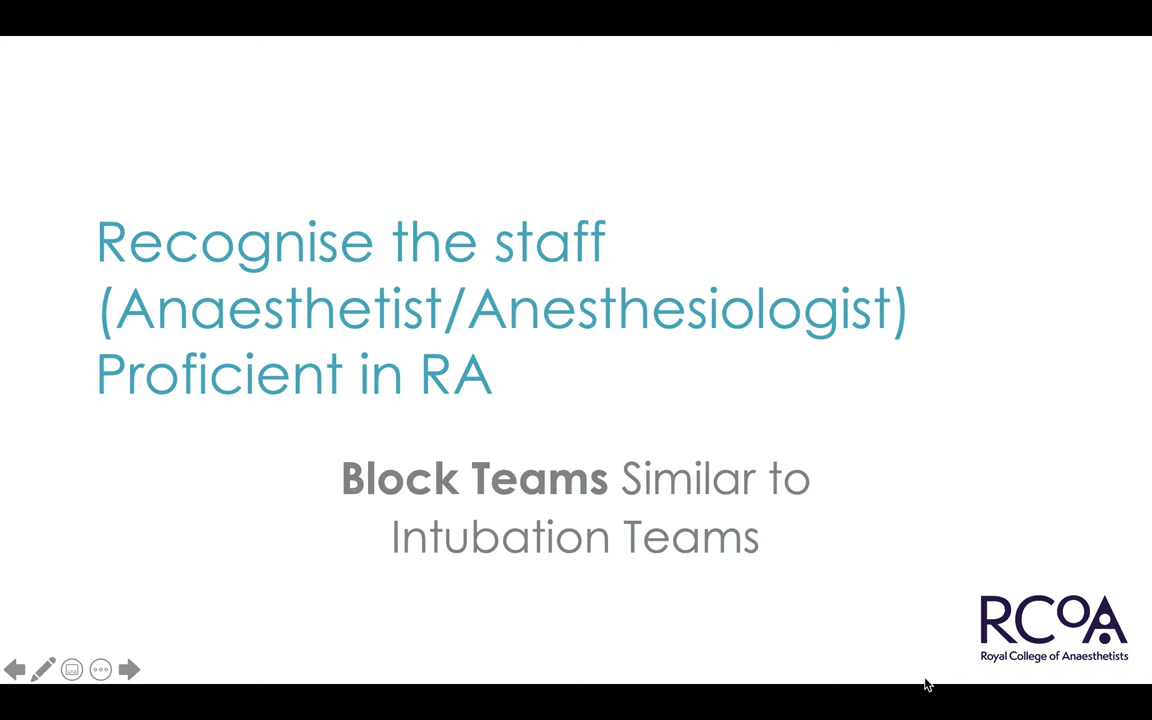 Recognise the staff
(Anaesthetist/Anesthesiologist)
Proficient in RA
Block Teams Similar to
Intubation Teams
RCOA
Royal College of Anaesthetists